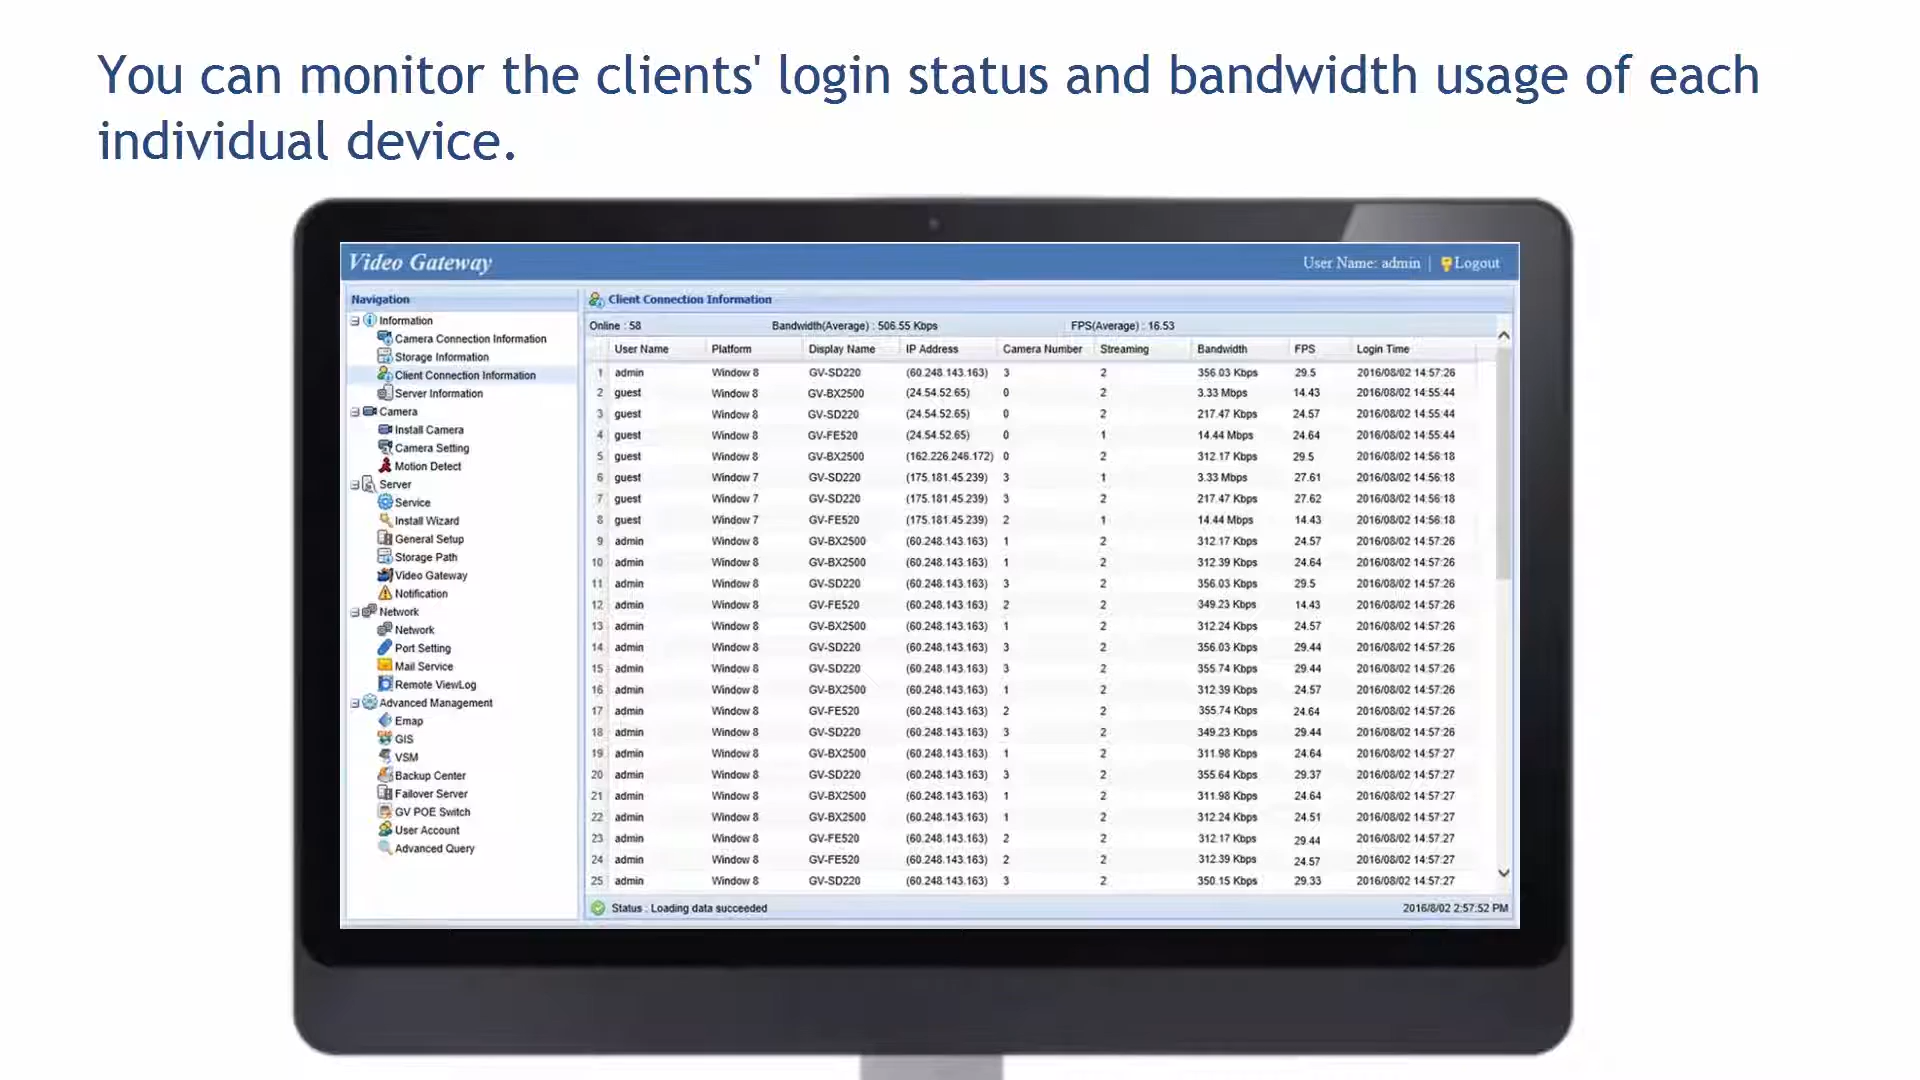 You can monitor the clients' login status and bandwidth usage of each
individual device.
Video Gateway
User Name: admin | Logout
Navigation
Information
Camera Connection Information
Storage Information
Client Connection Information
Server Information
Camera
Install Camera
Camera Setting
Motion Detect
Server
Service
Install Wizard
General Setup
Storage Path
Video Gateway
Notification
Network
Network
Port Setting
Mail Service
Remote ViewLog
Advanced Management
Emap
GIS
VSM
Backup Center
Failover Server
GV POE Switch
User Account
Advanced Query
Client Connection Information
Online : 58 Bandwidth(Average) : 506.55 Kbps FPS(Average) : 16.53
User Name Platform Display Name IP Address Camera Number Streaming Bandwidth FPS Login Time
1 admin Window 8 GV-SD220 (60.248.143.163) 3 2 356.03 Kbps 29.5 2016/08/02 14:57:26
2 guest Window 8 GV-BX2500 (24.54.52.65) 0 2 3.33 Mbps 14.43 2016/08/02 14:55:44
3 guest Window 8 GV-SD220 (24.54.52.65) 0 2 217.47 Kbps 24.57 2016/08/02 14:55:44
4 guest Window 8 GV-FE520 (24.54.52.65) 0 1 14.44 Mbps 24.64 2016/08/02 14:55:44
5 guest Window 8 GV-BX2500 (162.226.246.172) 0 2 312.17 Kbps 29.5 2016/08/02 14:56:18
6 guest Window 7 GV-SD220 (175.181.45.239) 3 1 3.33 Mbps 27.61 2016/08/02 14:56:18
7 guest Window 7 GV-SD220 (175.181.45.239) 3 2 217.47 Kbps 27.62 2016/08/02 14:56:18
8 guest Window 7 GV-FE520 (175.181.45.239) 2 1 14.44 Mbps 14.43 2016/08/02 14:56:18
9 admin Window 8 GV-BX2500 (60.248.143.163) 1 2 312.17 Kbps 24.57 2016/08/02 14:57:26
10 admin Window 8 GV-BX2500 (60.248.143.163) 1 2 312.39 Kbps 24.64 2016/08/02 14:57:26
11 admin Window 8 GV-SD220 (60.248.143.163) 3 2 356.03 Kbps 29.5 2016/08/02 14:57:26
12 admin Window 8 GV-FE520 (60.248.143.163) 2 2 349.23 Kbps 14.43 2016/08/02 14:57:26
13 admin Window 8 GV-BX2500 (60.248.143.163) 1 2 312.24 Kbps 24.57 2016/08/02 14:57:26
14 admin Window 8 GV-SD220 (60.248.143.163) 3 2 356.03 Kbps 29.44 2016/08/02 14:57:26
15 admin Window 8 GV-SD220 (60.248.143.163) 3 2 355.74 Kbps 29.44 2016/08/02 14:57:26
16 admin Window 8 GV-BX2500 (60.248.143.163) 1 2 312.39 Kbps 24.57 2016/08/02 14:57:26
17 admin Window 8 GV-FE520 (60.248.143.163) 2 2 355.74 Kbps 24.64 2016/08/02 14:57:26
18 admin Window 8 GV-SD220 (60.248.143.163) 3 2 349.23 Kbps 29.44 2016/08/02 14:57:26
19 admin Window 8 GV-BX2500 (60.248.143.163) 1 2 311.98 Kbps 24.64 2016/08/02 14:57:27
20 admin Window 8 GV-SD220 (60.248.143.163) 3 2 355.64 Kbps 29.37 2016/08/02 14:57:27
21 admin Window 8 GV-BX2500 (60.248.143.163) 1 2 311.98 Kbps 24.64 2016/08/02 14:57:27
22 admin Window 8 GV-BX2500 (60.248.143.163) 1 2 312.24 Kbps 24.51 2016/08/02 14:57:27
23 admin Window 8 GV-FE520 (60.248.143.163) 2 2 312.17 Kbps 29.44 2016/08/02 14:57:27
24 admin Window 8 GV-FE520 (60.248.143.163) 2 2 312.39 Kbps 24.57 2016/08/02 14:57:27
25 admin Window 8 GV-SD220 (60.248.143.163) 3 2 350.15 Kbps 29.33 2016/08/02 14:57:27
Status : Loading data succeeded 2016/8/02 2:57:52 PM